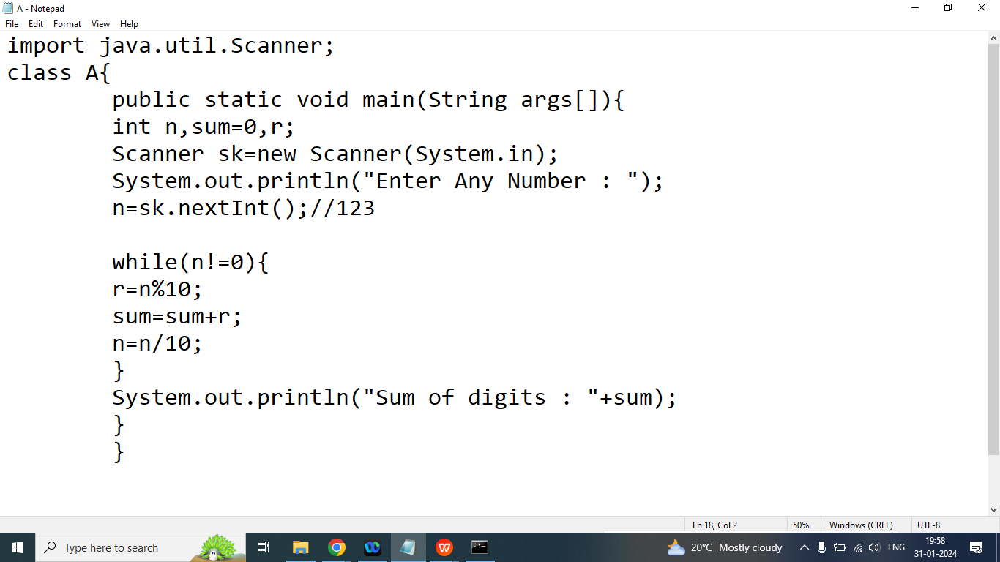 A - Notepad
File Edit Format View Help
import java.util.Scanner;
class A{
public static void main(String args[]){
int n,sum=0,r;
Scanner sk=new Scanner(System.in);
System.out.println("Enter Any Number : ");
n=sk.nextInt();//123
while(n!=0){
r=n%10;
sum=sum+r;
n=n/10;
}
System.out.println("Sum of digits : "+sum);
}
}
Ln 18, Col 2 50% Windows (CRLF) UTF-8
Type here to search 20°C Mostly cloudy ENG 19:58
31-01-2024